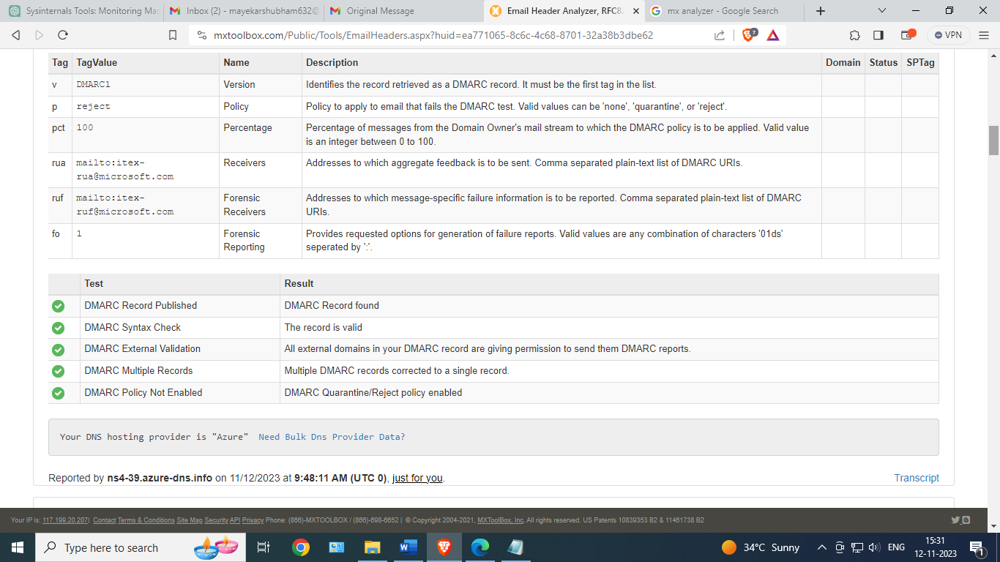 Sysinternals Tools: Monitoring Mas
Inbox (2) - mayekarshubham632@
Original Message
Email Header Analyzer, RFC8
mx analyzer - Google Search
mxtoolbox.com/Public/Tools/EmailHeaders.aspx?huid=ea771065-8c6c-4c68-8701-32a38b3dbe62
7
VPN
Tag TagValue Name Description Domain Status SPTag
v DMARC1 Version Identifies the record retrieved as a DMARC record. It must be the first tag in the list.
p reject Policy Policy to apply to email that fails the DMARC test. Valid values can be 'none', 'quarantine', or 'reject'.
pct 100 Percentage Percentage of messages from the Domain Owner's mail stream to which the DMARC policy is to be applied. Valid value
is an integer between 0 to 100.
rua mailto:itex- Receivers Addresses to which aggregate feedback is to be sent. Comma separated plain-text list of DMARC URIs.
rua@microsoft.com
ruf mailto:itex- Forensic Addresses to which message-specific failure information is to be reported. Comma separated plain-text list of DMARC
ruf@microsoft.com Receivers URIs.
fo 1 Forensic Provides requested options for generation of failure reports. Valid values are any combination of characters '01ds'
Reporting seperated by ':'.
Test Result
DMARC Record Published DMARC Record found
DMARC Syntax Check The record is valid
DMARC External Validation All external domains in your DMARC record are giving permission to send them DMARC reports.
DMARC Multiple Records Multiple DMARC records corrected to a single record.
DMARC Policy Not Enabled DMARC Quarantine/Reject policy enabled
Your DNS hosting provider is "Azure" Need Bulk Dns Provider Data?
Reported by ns4-39.azure-dns.info on 11/12/2023 at 9:48:11 AM (UTC 0), just for you. Transcript
Your IP is: 117.199.20.207| Contact Terms & Conditions Site Map Security API Privacy Phone: (866)-MXTOOLBOX / (866)-698-6652 | © Copyright 2004-2021, MXToolBox, Inc, All rights reserved. US Patents 10839353 B2 & 11461738 B2
Type here to search
34°C Sunny
ENG
15:31
12-11-2023
1